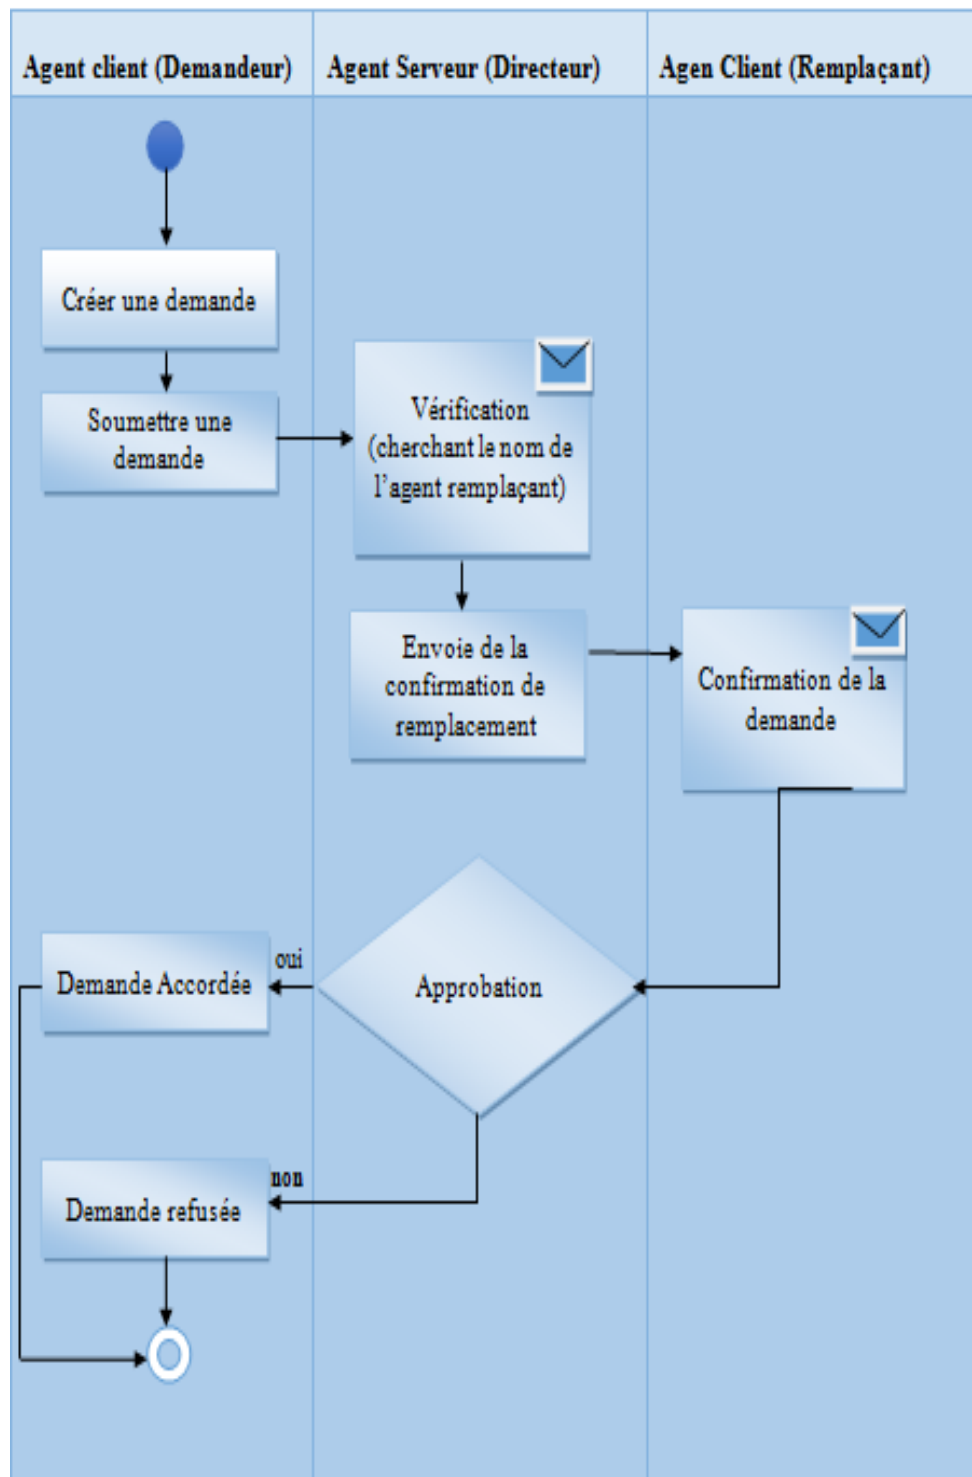 Agent client (Demandeur)
Agent Serveur (Directeur)
Agen Client (Remplaçant)
Créer une demande
Soumettre une
demande
Vérification
(cherchant le nom de
l'agent remplaçant)
Envoie de la
confirmation de
remplacement
Confirmation de la
demande
Approbation
oui
Demande Accordée
non
Demande refusée